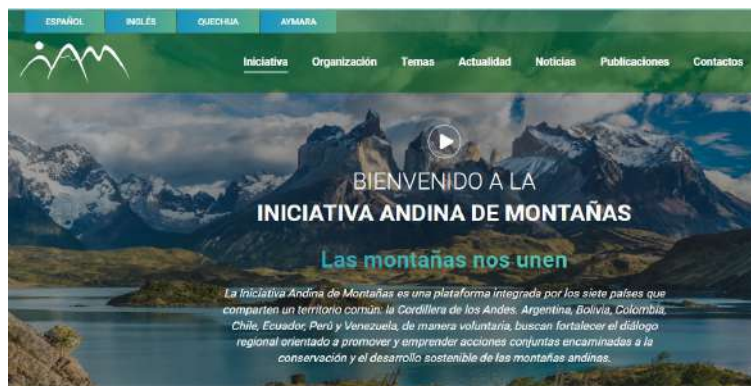 ESPAÑOL INGLÉS QUECHUA AYMARA
IAM
Iniciativa Organización Temas Actualidad Noticias Publicaciones Contactos
BIENVENIDO A LA
INICIATIVA ANDINA DE MONTAÑAS
Las montañas nos unen
La Iniciativa Andina de Montañas es una plataforma integrada por los siete países que
comparten un territorio común: la Cordillera de los Andes. Argentina, Bolivia, Colombia,
Chile, Ecuador, Perú y Venezuela, de manera voluntaria, buscan fortalecer el diálogo
regional orientado a promover y emprender acciones conjuntas encaminadas a la
conservación y el desarrollo sostenible de las montañas andinas.